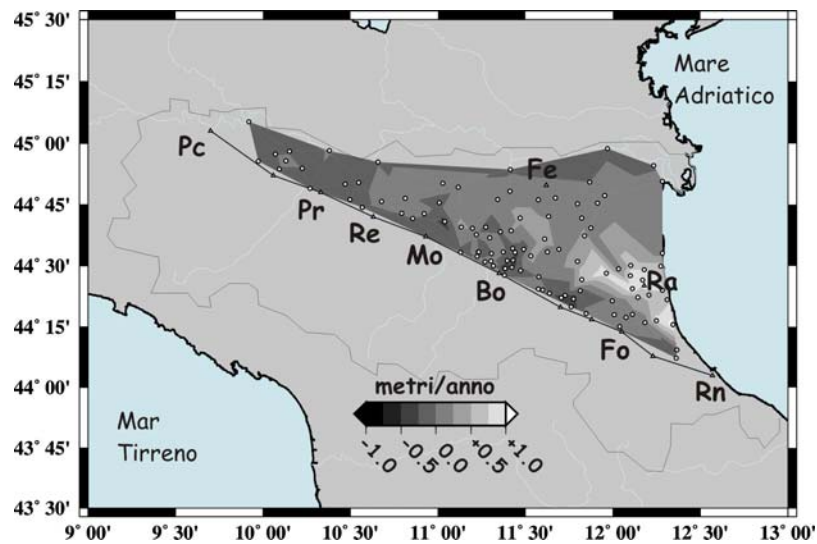 45° 30'
45° 15'
45° 00'
44° 45'
44° 30'
44° 15'
44° 00'
43° 45'
43° 30'
Mare
Adriatico
Pc
Fe
Pr
Re
Mo
Ra
Bo
Fo
Rn
metri/anno
-1.0
-0.5
0.0
+0.5
+1.0
Mar
Tirreno
9° 00' 9° 30' 10° 00' 10° 30' 11° 00' 11° 30' 12° 00' 12° 30' 13° 00'